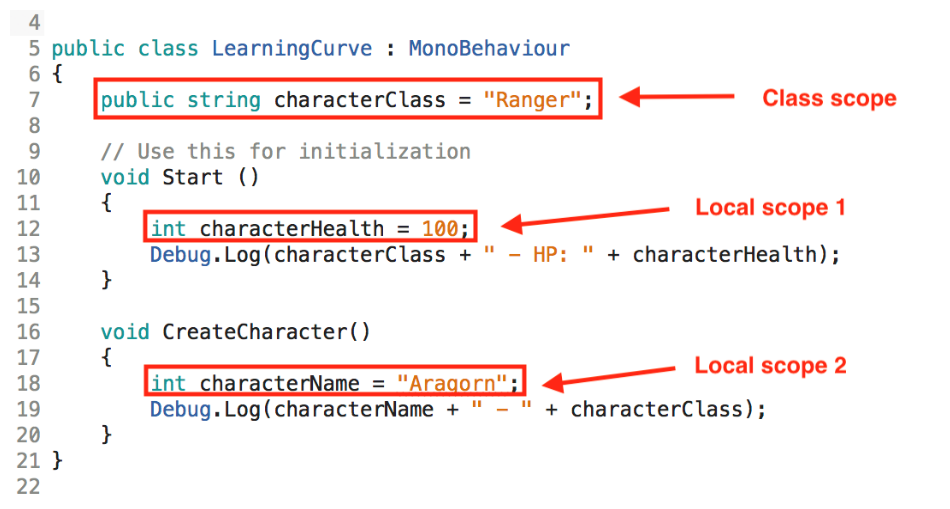 4
5 public class LearningCurve : MonoBehaviour
6 {
7 public string characterClass = "Ranger"; Class scope
8
9 // Use this for initialization
10 void Start ()
11 {
12 int characterHealth = 100; Local scope 1
13 Debug.Log(characterClass + " - HP: " + characterHealth);
14 }
15
16 void CreateCharacter()
17 {
18 int characterName = "Aragorn"; Local scope 2
19 Debug.Log(characterName + " - " + characterClass);
20 }
21 }
22